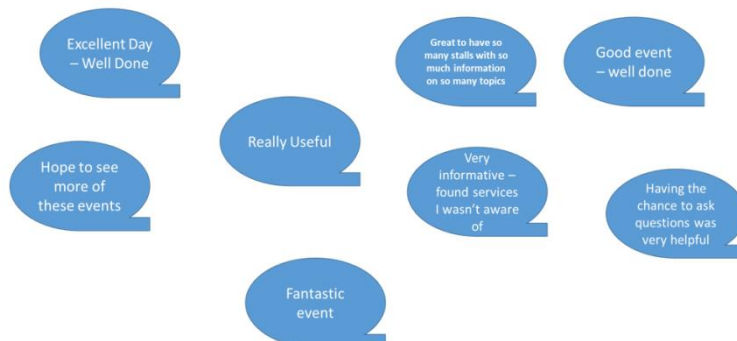 Excellent Day
– Well Done
Great to have so
many stalls with so
much information
on so many topics
Good event
– well done
Really Useful
Hope to see
more of
these events
Very
informative –
found services
I wasn't aware
of
Having the
chance to ask
questions was
very helpful
Fantastic
event